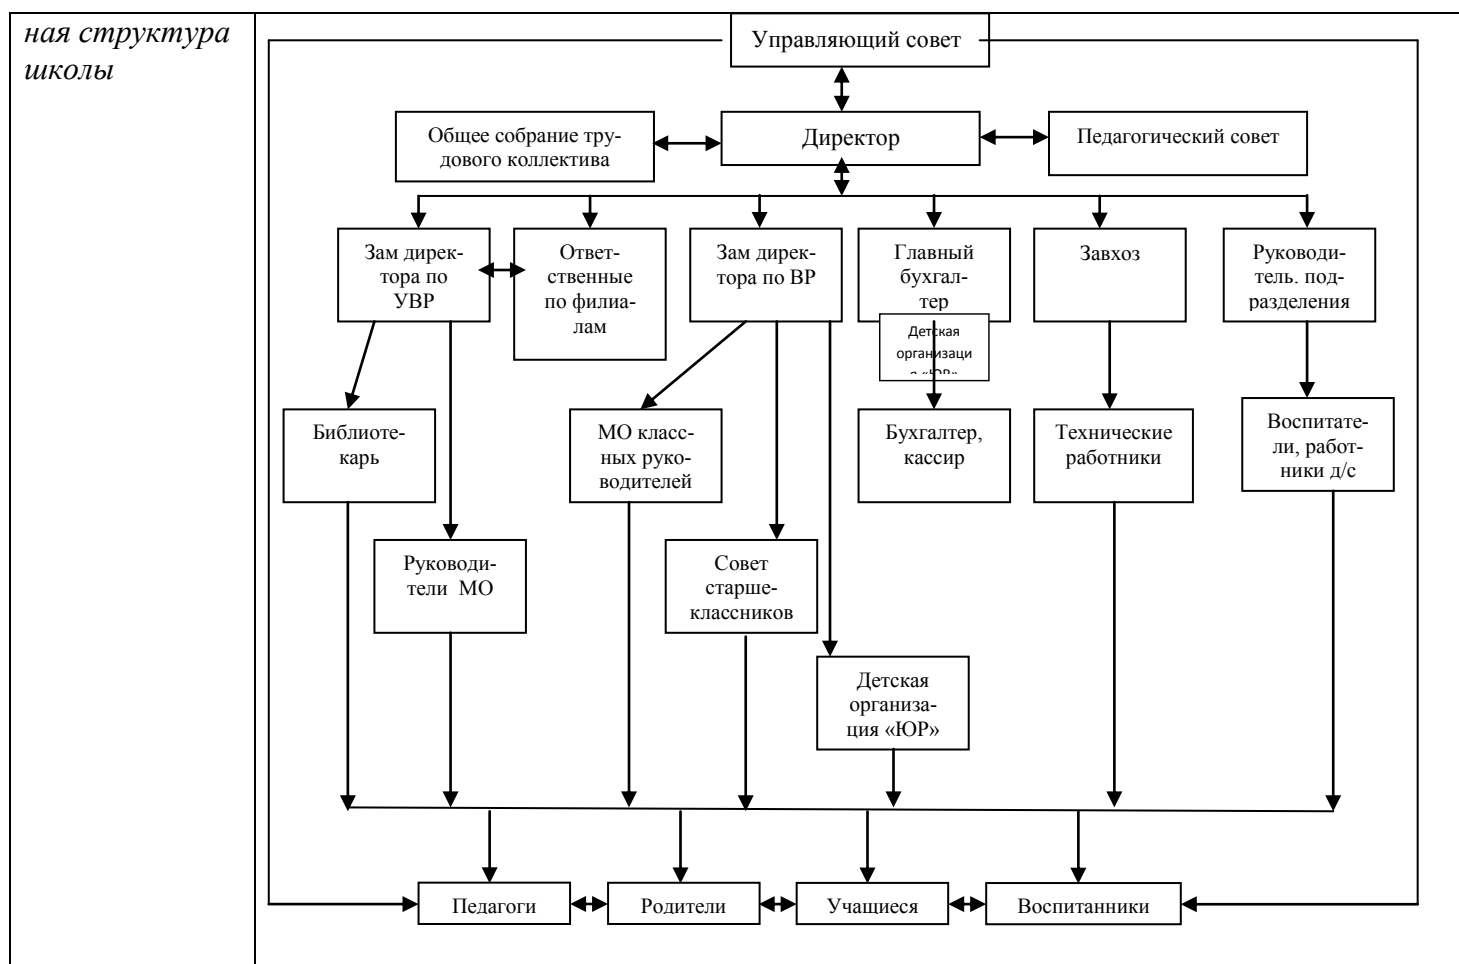 ная структура
школы
Управляющий совет
Общее собрание тру-
дового коллектива
Директор
Педагогический совет
Зам дирек-
тора по
УВР
Ответ-
ственные
по филиа-
лам
Зам дирек-
тора по ВР
Главный
бухгал-
тер
Завхоз
Руководи-
тель. под-
разделения
Детская
организаци
я «ЮР»
Библиоте-
карь
МО класс-
ных руко-
водителей
Бухгалтер,
кассир
Технические
работники
Воспитате-
ли, работ-
ники д/с
Руководи-
тели МО
Совет
старше-
классников
Детская
организа-
ция «ЮР»
Педагоги
Родители
Учащиеся
Воспитанники